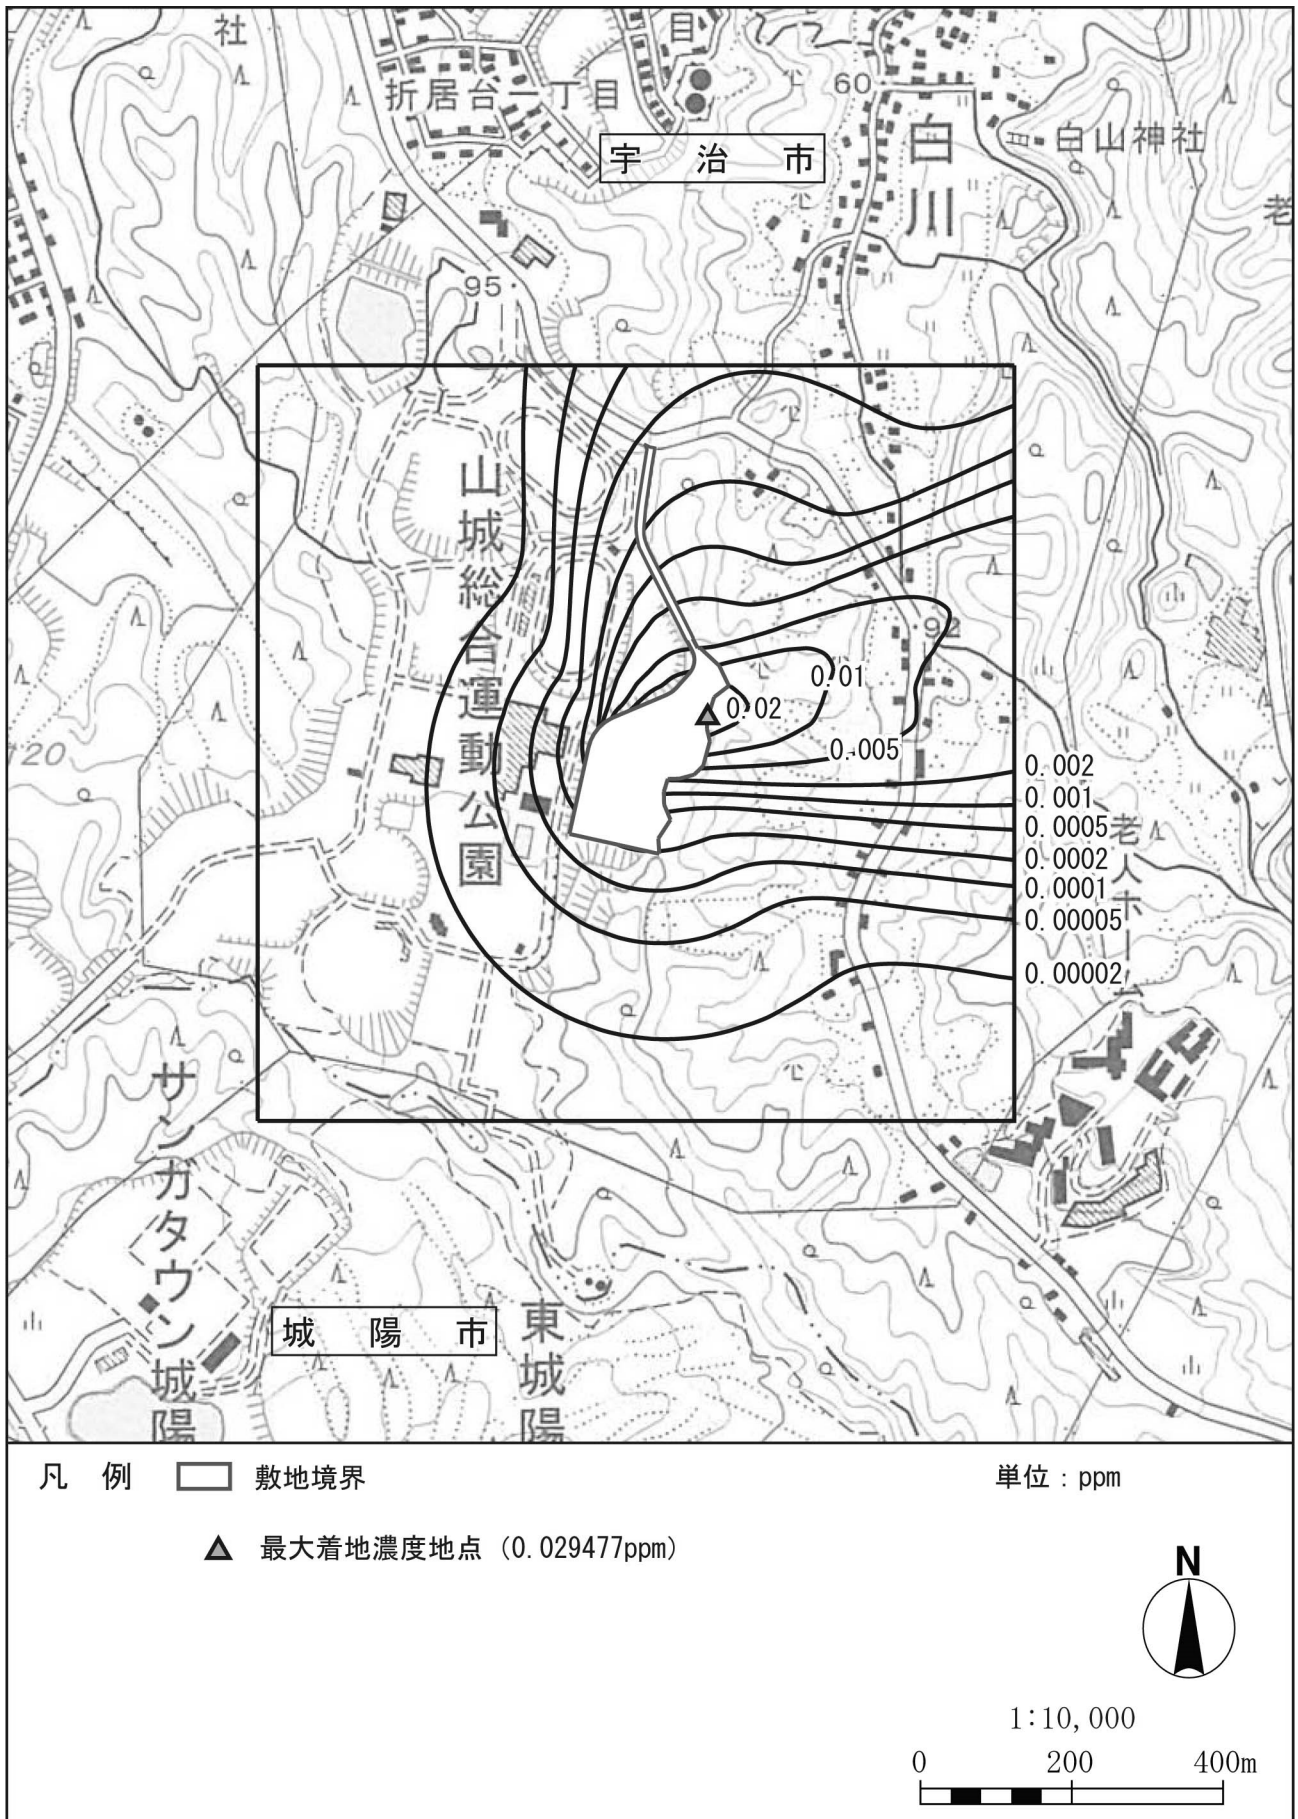 社
目
折居台一丁目
60
宇 治 市
白川
白山神社
老
95
山城総合運動公園
92
0.01
0.02
0.005
120
0.002
0.001
0.0005
0.0002
0.0001
0.00005
0.00002
老人ホーム
サンガタウン城陽
城 陽 市
東城陽
凡 例
敷地境界
単位：ppm
最大着地濃度地点（0.029477ppm）
N
1:10,000
0 200 400m